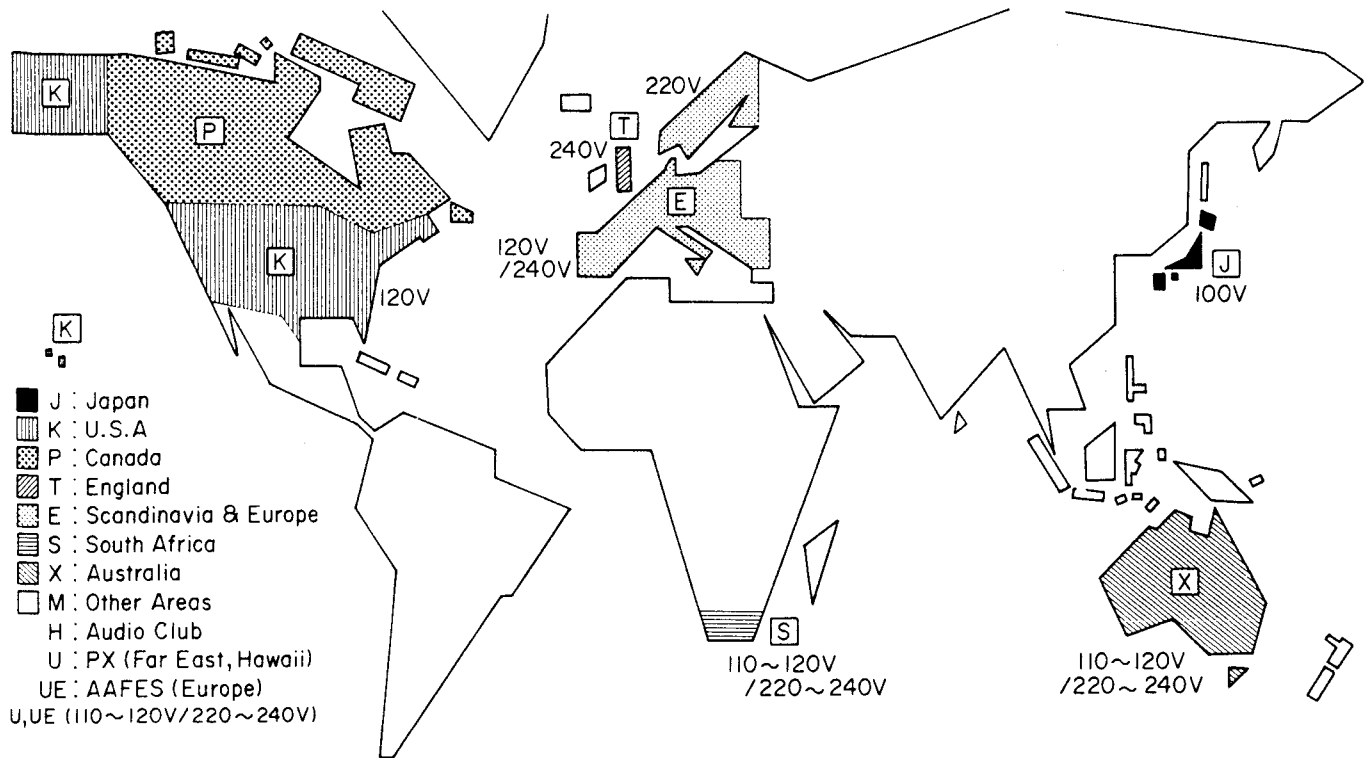 K
P
220V
T
240V
E
120V
/240V
K
120V
J
100V
K
J : Japan
K : U.S.A
P : Canada
T : England
E : Scandinavia & Europe
S : South Africa
X : Australia
M : Other Areas
H : Audio Club
U : PX (Far East, Hawaii)
UE : AAFES (Europe)
U,UE (110~120V/220~240V)
S
110~120V
/220~240V
X
110~120V
/220~240V